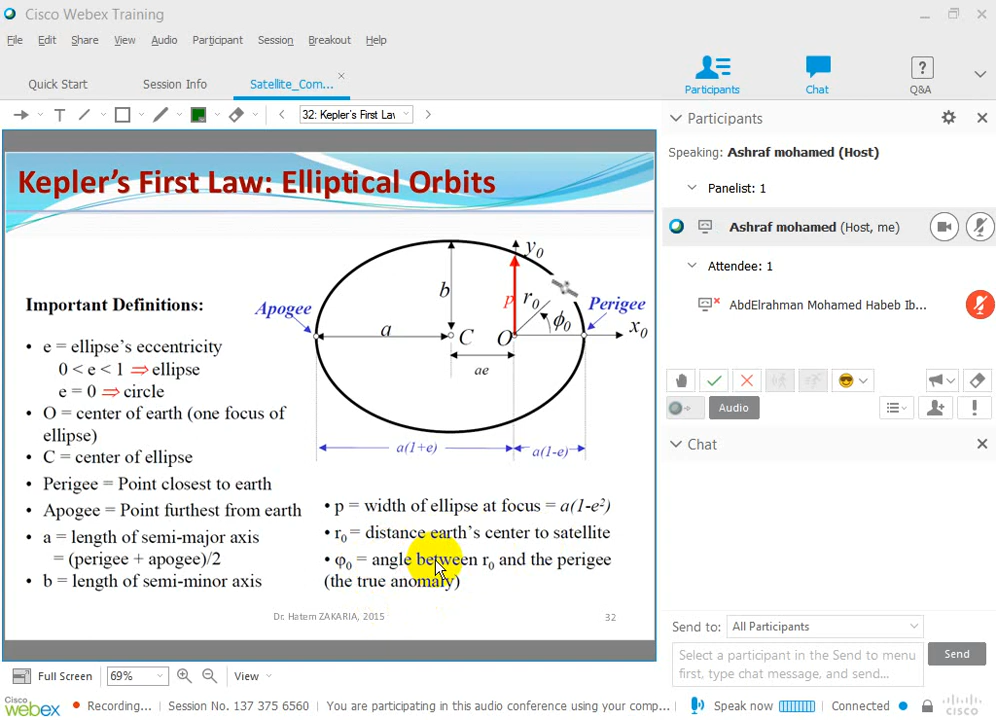 Cisco Webex Training
File Edit Share View Audio Participant Session Breakout Help
Quick Start Session Info Satellite_Com...
Participants Chat Q&A
T 32: Kepler's First Lav
Kepler's First Law: Elliptical Orbits
Important Definitions:
• e = ellipse's eccentricity
0 < e < 1 ⇒ ellipse
e = 0 ⇒ circle
• O = center of earth (one focus of
ellipse)
• C = center of ellipse
• Perigee = Point closest to earth
• Apogee = Point furthest from earth
• a = length of semi-major axis
= (perigee + apogee)/2
• b = length of semi-minor axis
y₀
b
p r₀
Apogee Perigee
a C O ϕ₀ x₀
ae
a(1+e) a(1-e)
• p = width of ellipse at focus = a(1-e²)
• r₀ = distance earth's center to satellite
• φ₀ = angle between r₀ and the perigee
(the true anomaly)
Dr. Hatem ZAKARIA, 2015 32
Participants
Speaking: Ashraf mohamed (Host)
Panelist: 1
Ashraf mohamed (Host, me)
Attendee: 1
AbdElrahman Mohamed Habeb Ib...
Audio
Chat
Send to: All Participants
Select a participant in the Send to menu
first, type chat message, and send...
Send
Full Screen 69% View
Cisco webex Recording... Session No. 137 375 6560 You are participating in this audio conference using your comp... Speak now Connected cisco